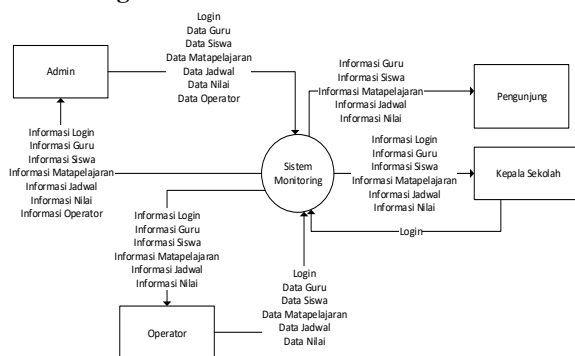 Login
Data Guru
Data Siswa
Data Matapelajaran
Data Jadwal
Data Nilai
Data Operator
Admin
Informasi Guru
Informasi Siswa
Informasi Matapelajaran
Informasi Jadwal
Informasi Nilai
Pengunjung
Informasi Login
Informasi Guru
Informasi Siswa
Informasi Matapelajaran
Informasi Jadwal
Informasi Nilai
Informasi Operator
Sistem
Monitoring
Informasi Login
Informasi Guru
Informasi Siswa
Informasi Matapelajaran
Informasi Jadwal
Informasi Nilai
Kepala Sekolah
Login
Informasi Login
Informasi Guru
Informasi Siswa
Informasi Matapelajaran
Informasi Jadwal
Informasi Nilai
Operator
Login
Data Guru
Data Siswa
Data Matapelajaran
Data Jadwal
Data Nilai